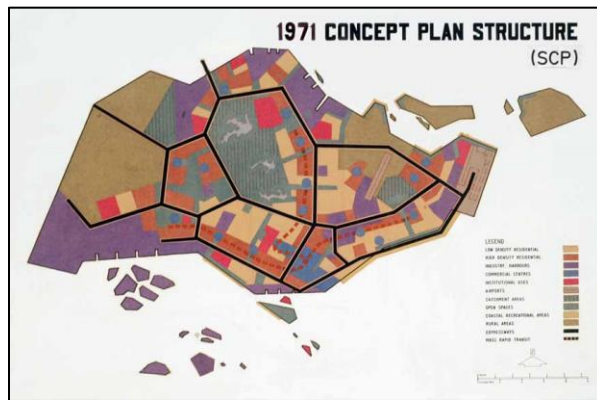 1971 CONCEPT PLAN STRUCTURE
(SCP)
LEGEND
LOW DENSITY RESIDENTIAL
HIGH DENSITY RESIDENTIAL
INDUSTRY, HARBOURS
COMMERCIAL CENTRES
INSTITUTIONAL USES
AIRPORTS
CATCHMENT AREAS
OPEN SPACES
COASTAL RECREATIONAL AREAS
RURAL AREAS
EXPRESSWAYS
MASS RAPID TRANSIT